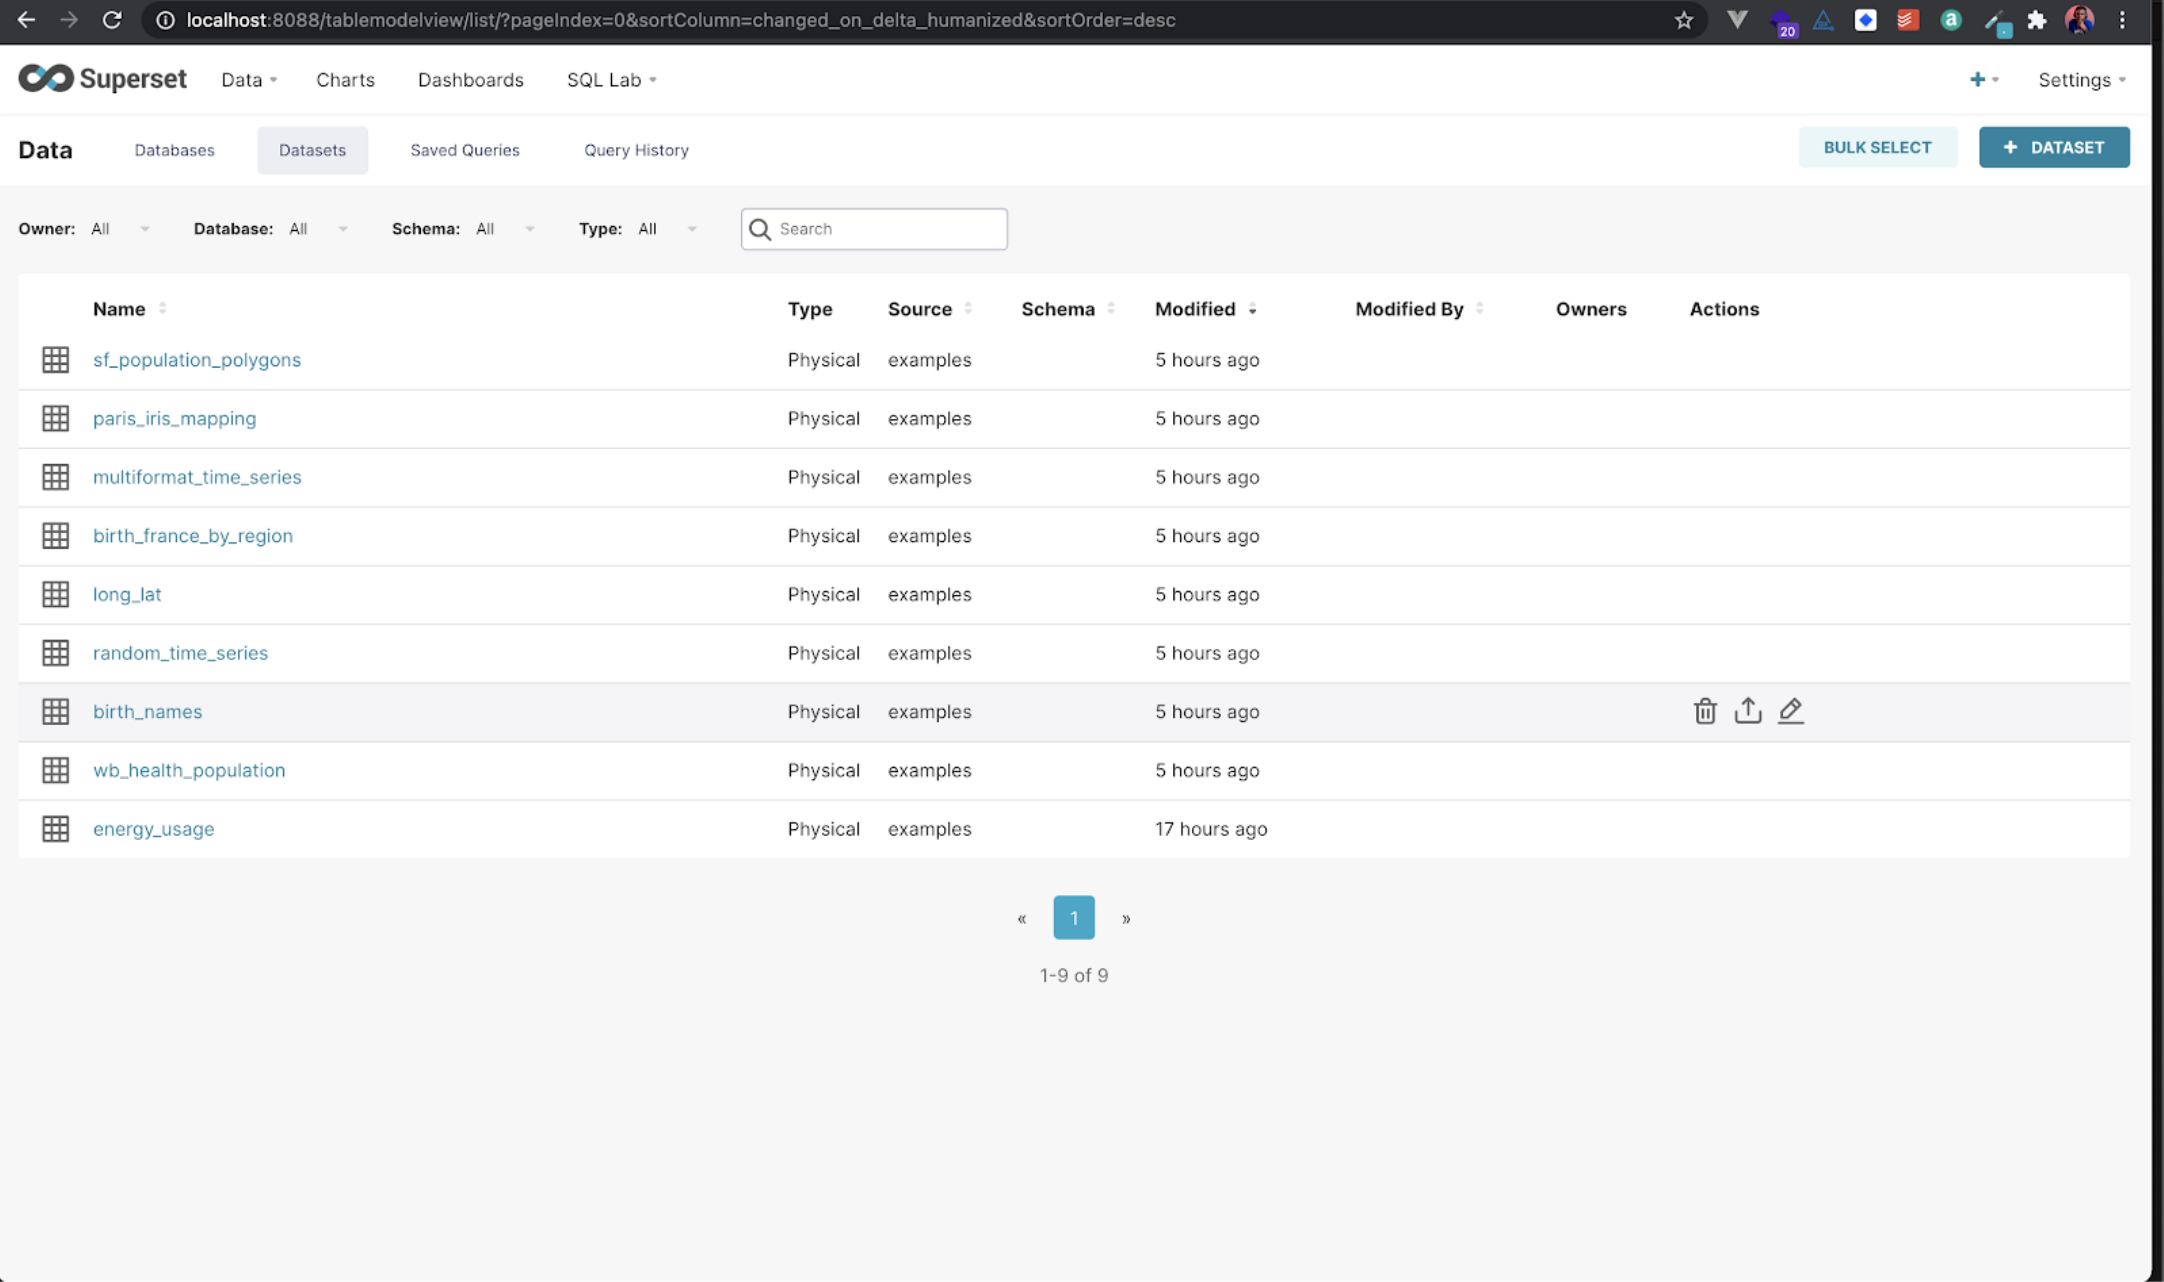 localhost:8088/tablemodelview/list/?pageIndex=0&sortColumn=changed_on_delta_humanized&sortOrder=desc
20
a
Superset Data Charts Dashboards SQL Lab + Settings
Data Databases Datasets Saved Queries Query History BULK SELECT + DATASET
Owner: All Database: All Schema: All Type: All Search
Name Type Source Schema Modified Modified By Owners Actions
sf_population_polygons Physical examples 5 hours ago
paris_iris_mapping Physical examples 5 hours ago
multiformat_time_series Physical examples 5 hours ago
birth_france_by_region Physical examples 5 hours ago
long_lat Physical examples 5 hours ago
random_time_series Physical examples 5 hours ago
birth_names Physical examples 5 hours ago
wb_health_population Physical examples 5 hours ago
energy_usage Physical examples 17 hours ago
« 1 »
1-9 of 9